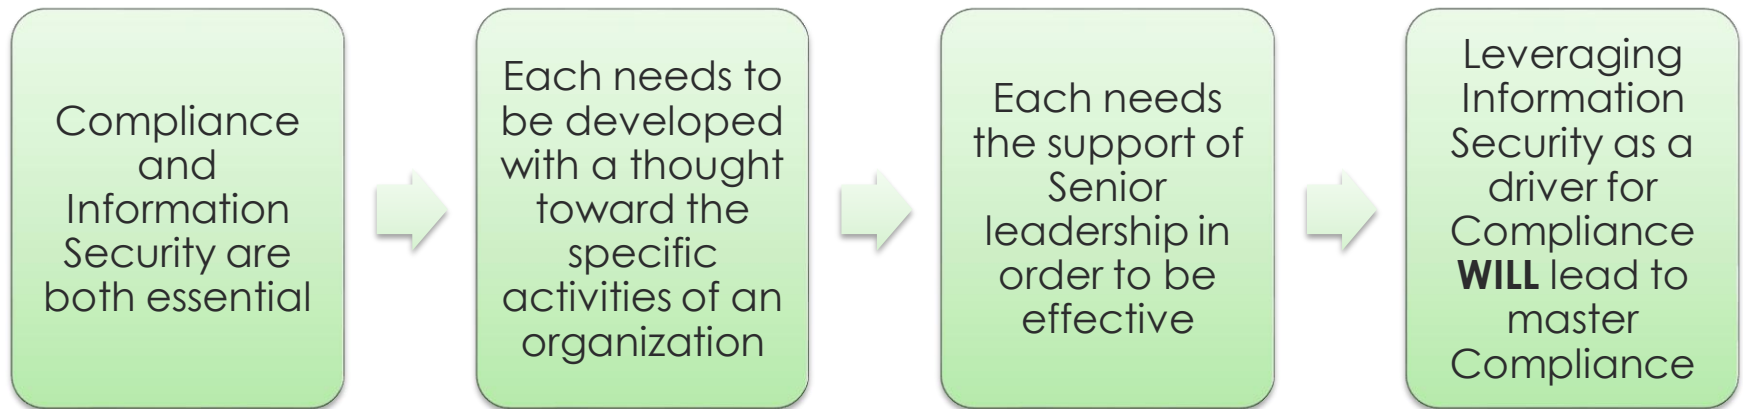 Compliance
and
Information
Security are
both essential
Each needs to
be developed
with a thought
toward the
specific
activities of an
organization
Each needs
the support of
Senior
leadership in
order to be
effective
Leveraging
Information
Security as a
driver for
Compliance
WILL lead to
master
Compliance